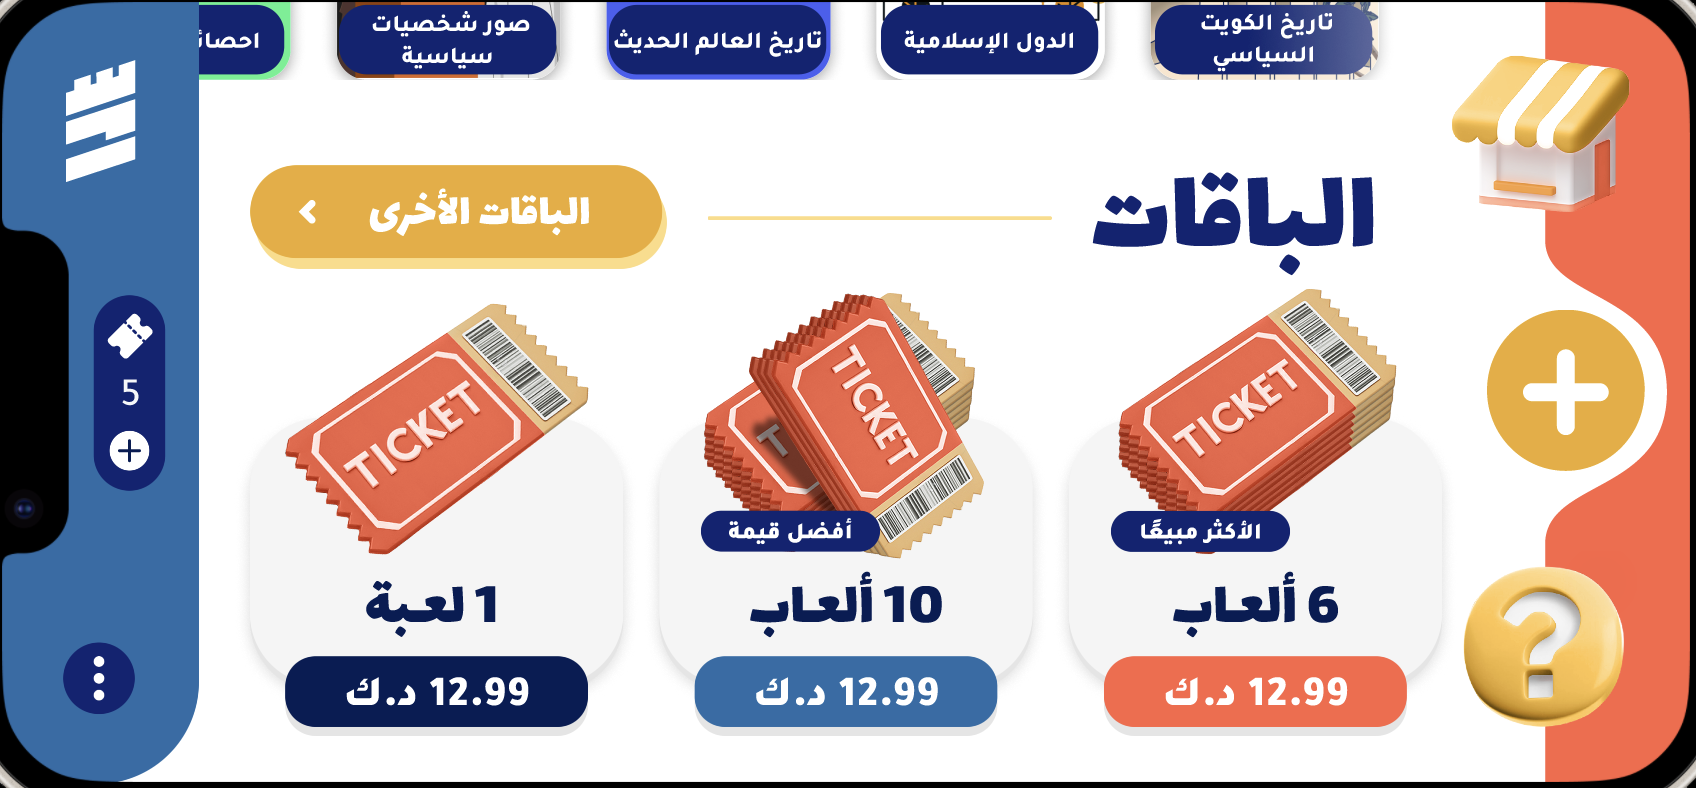 تاريخ الكويت
السياسي
الدول الإسلامية
تاريخ العالم الحديث
صور شخصيات
سياسية
الباقات
الباقات الأخرى
5
TICKET
TICKET
TICKET
الأكثر مبيعًا
أفضل قيمة
6 ألعاب
10 ألعاب
1 لعبة
12.99 د.ك
12.99 د.ك
12.99 د.ك